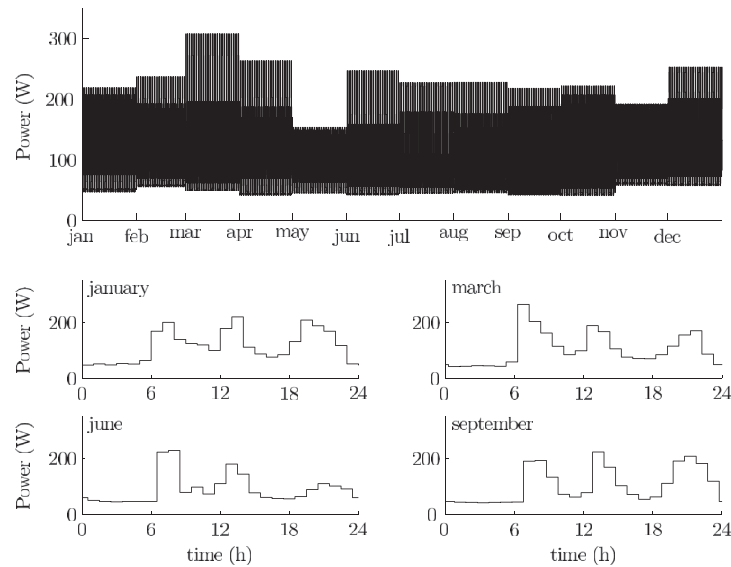 300
200
100
0
Power (W)
jan feb mar apr may jun jul aug sep oct nov dec
january
200
0
Power (W)
0 6 12 18 24
march
200
0
Power (W)
0 6 12 18 24
june
200
0
Power (W)
0 6 12 18 24
time (h)
september
200
0
Power (W)
0 6 12 18 24
time (h)